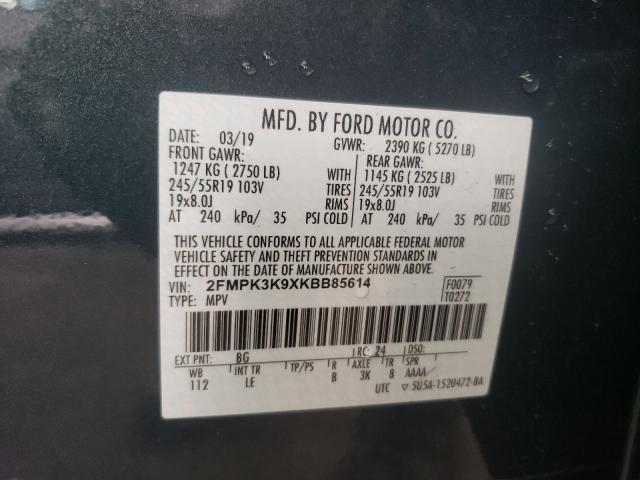 MFD. BY FORD MOTOR CO.
DATE: 03/19 GVWR: 2390 KG ( 5270 LB)
FRONT GAWR: REAR GAWR:
1247 KG ( 2750 LB) WITH 1145 KG ( 2525 LB) WITH
245/55R19 103V TIRES 245/55R19 103V TIRES
19x8.0J RIMS 19x8.0J RIMS
AT 240 kPa/ 35 PSI COLD AT 240 kPa/ 35 PSI COLD
THIS VEHICLE CONFORMS TO ALL APPLICABLE FEDERAL MOTOR
VEHICLE SAFETY AND THEFT PREVENTION STANDARDS IN EFFECT
ON THE DATE OF MANUFACTURE SHOWN ABOVE.
VIN: 2FMPK3K9XKBB85614 F0079
TYPE: MPV T0272
EXT PNT: BG RC: 24 DSO:
WB INT TR TP/PS R AXLE TR SPR
112 LE B 3K 8 AAAA
UTC ▽ 5U5A-1520472-BA